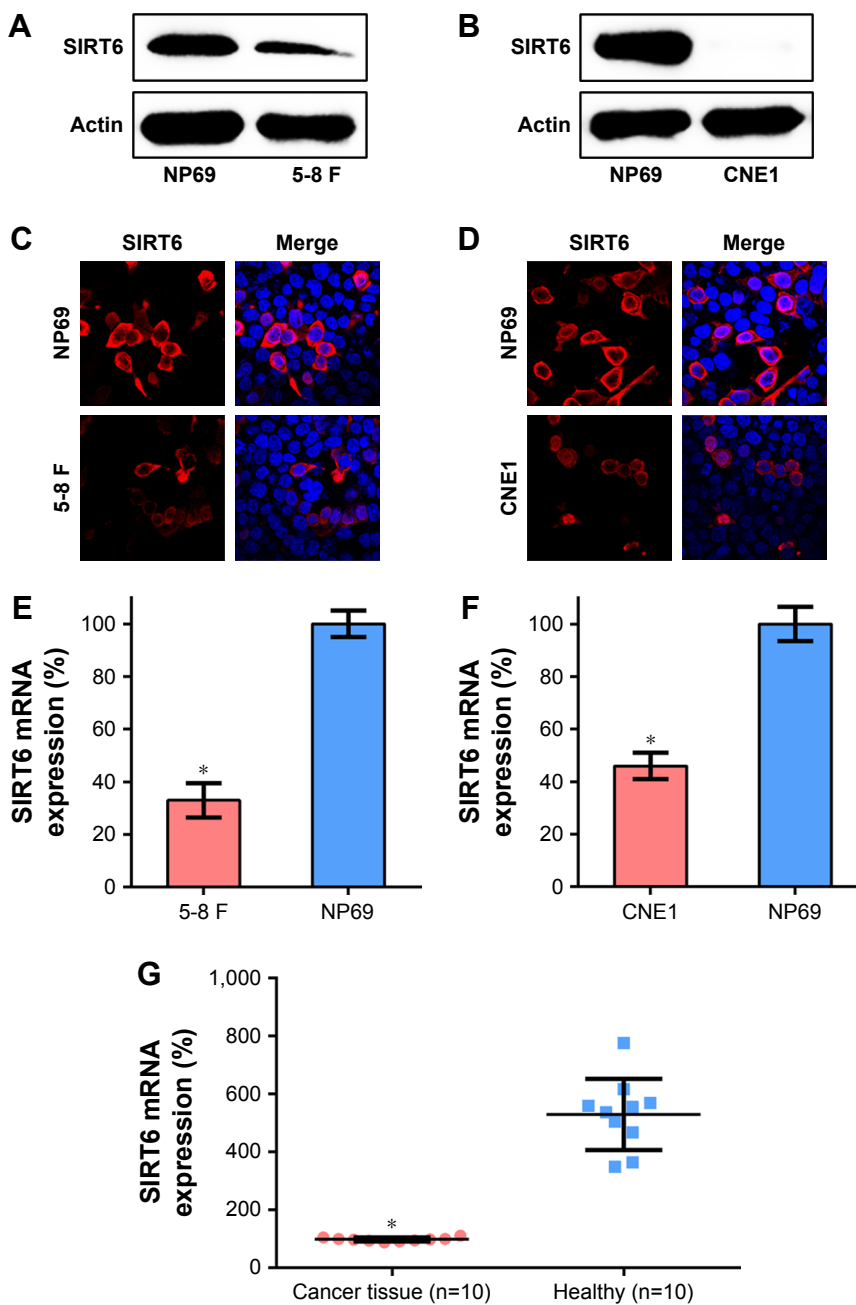 A
SIRT6
Actin
NP69 5-8 F
B
SIRT6
Actin
NP69 CNE1
C
SIRT6 Merge
NP69
5-8 F
D
SIRT6 Merge
NP69
CNE1
E
SIRT6 mRNA
expression (%)
100
80
60
40
20
0
*
5-8 F NP69
F
SIRT6 mRNA
expression (%)
100
80
60
40
20
0
*
CNE1 NP69
G
SIRT6 mRNA
expression (%)
1,000
800
600
400
200
0
*
Cancer tissue (n=10) Healthy (n=10)